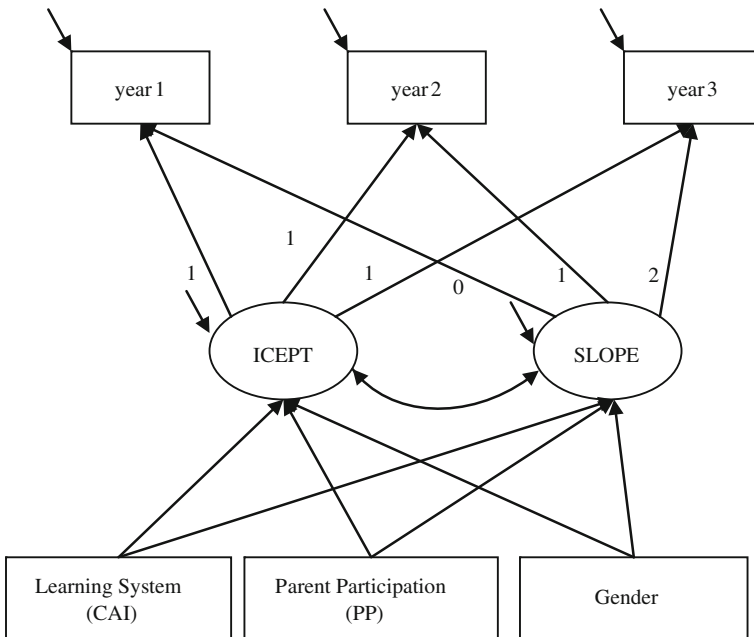 year 1
year 2
year 3
1
1
1
0
1
2
ICEPT
SLOPE
Learning System
(CAI)
Parent Participation
(PP)
Gender